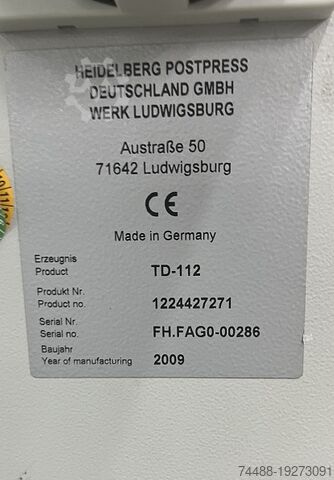 HEIDELBERG POSTPRESS
DEUTSCHLAND GMBH
WERK LUDWIGSBURG
Austraße 50
71642 Ludwigsburg
CE
Made in Germany
Erzeugnis
Product TD-112
Produkt Nr.
Product no. 1224427271
Serial Nr.
Serial no. FH.FAG0-00286
Baujahr
Year of manufacturing 2009
74488-19273091